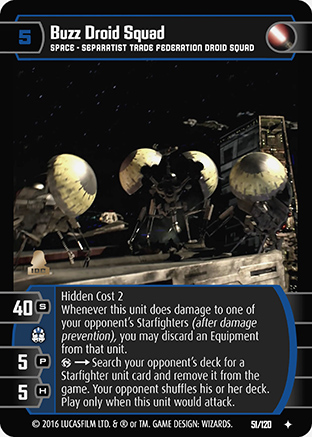 5
Buzz Droid Squad
SPACE - SEPARATIST TRADE FEDERATION DROID SQUAD
IDC
40 S
5 P
5 H
Hidden Cost 2
Whenever this unit does damage to one of
your opponent's Starfighters (after damage
prevention), you may discard an Equipment
from that unit.
→ Search your opponent's deck for a
Starfighter unit card and remove it from the
game. Your opponent shuffles his or her deck.
Play only when this unit would attack.
© 2016 LUCASFILM LTD. & ® OR TM. GAME DESIGN: WIZARDS.
51/120